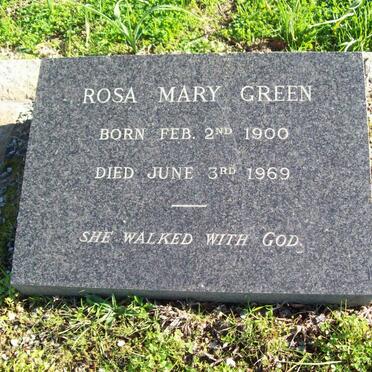 ROSA MARY GREEN
BORN FEB. 2ND 1900
DIED JUNE 3RD 1969
SHE WALKED WITH GOD.